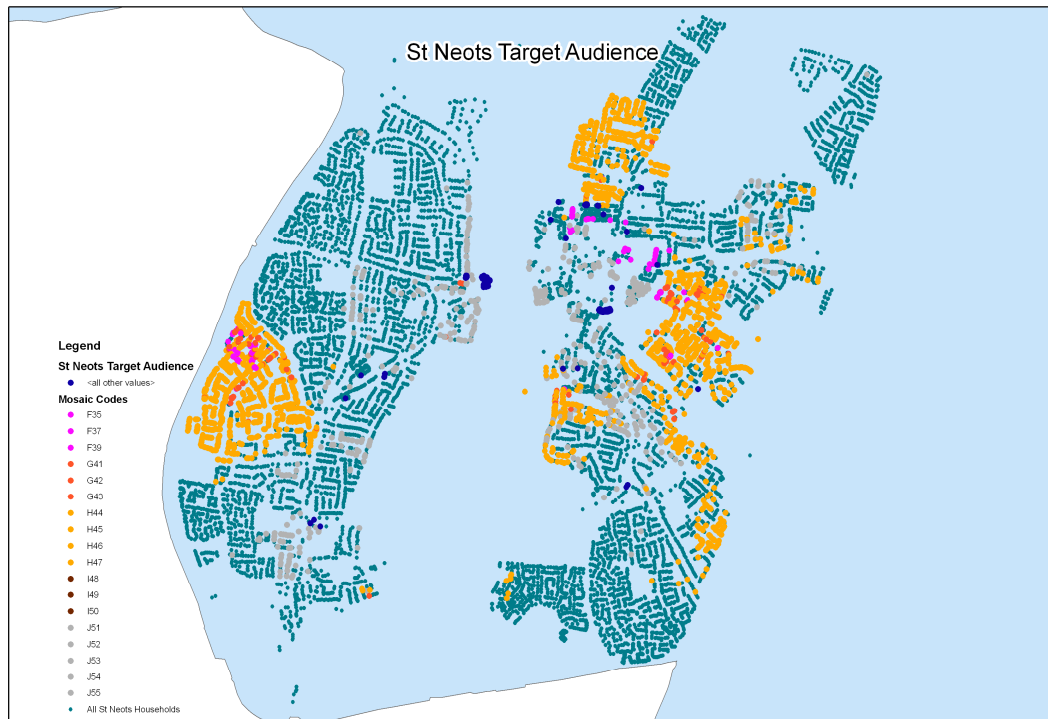 St Neots Target Audience
Legend
St Neots Target Audience
<all other values>
Mosaic Codes
F35
F37
F39
G41
G42
G43
H44
H45
H46
H47
I48
I49
I50
J51
J52
J53
J54
J55
All St Neots Households